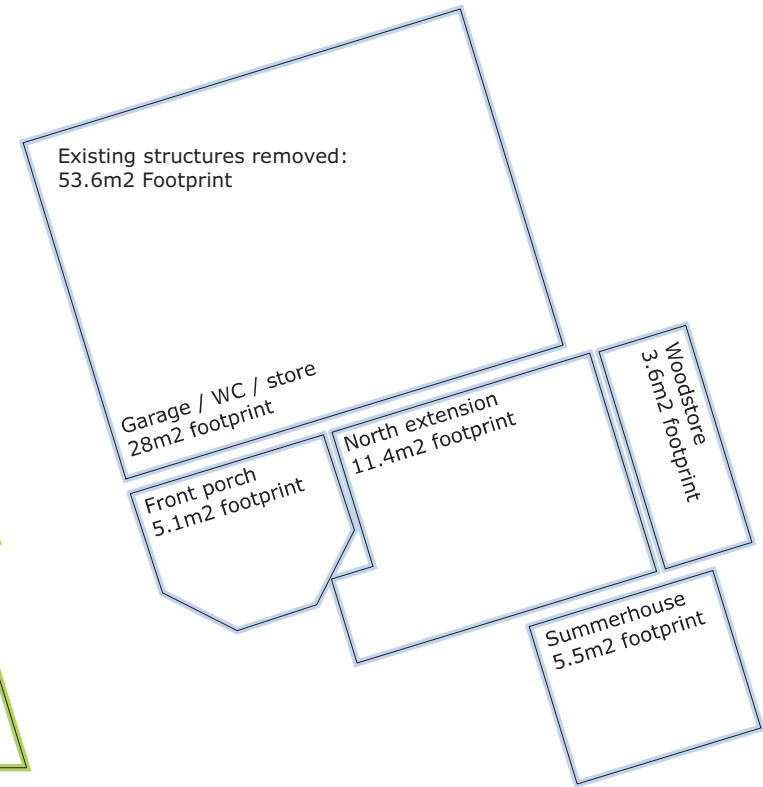 Existing structures removed:
53.6m2 Footprint
Garage / WC / store
28m2 footprint
Front porch
5.1m2 footprint
North extension
11.4m2 footprint
Woodstore
3.6m2 footprint
Summerhouse
5.5m2 footprint